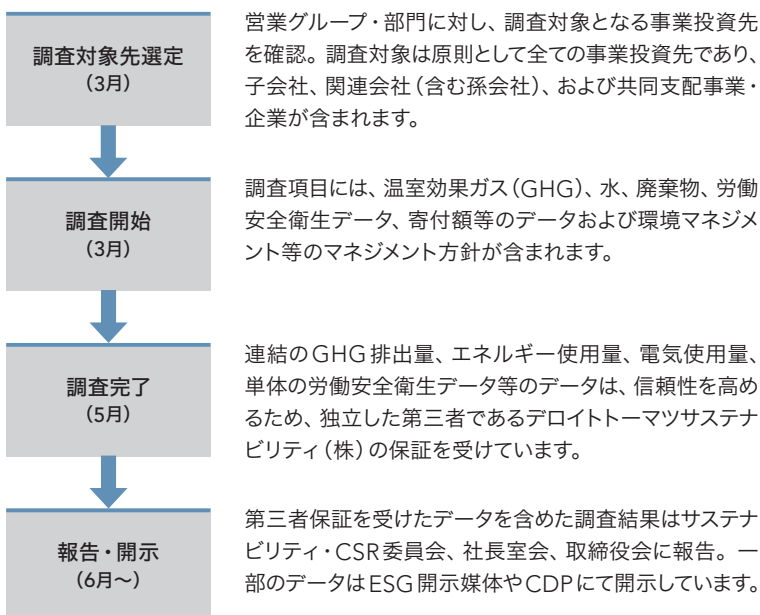 調査対象先選定
（3月）
営業グループ・部門に対し、調査対象となる事業投資先
を確認。調査対象は原則として全ての事業投資先であり、
子会社、関連会社（含む孫会社）、および共同支配事業・
企業が含まれます。
調査開始
（3月）
調査項目には、温室効果ガス（GHG）、水、廃棄物、労働
安全衛生データ、寄付額等のデータおよび環境マネジメ
ント等のマネジメント方針が含まれます。
調査完了
（5月）
連結のGHG排出量、エネルギー使用量、電気使用量、
単体の労働安全衛生データ等のデータは、信頼性を高め
るため、独立した第三者であるデロイトトーマツサステナ
ビリティ（株）の保証を受けています。
報告・開示
（6月～）
第三者保証を受けたデータを含めた調査結果はサステナ
ビリティ・CSR委員会、社長室会、取締役会に報告。一
部のデータはESG開示媒体やCDPにて開示しています。